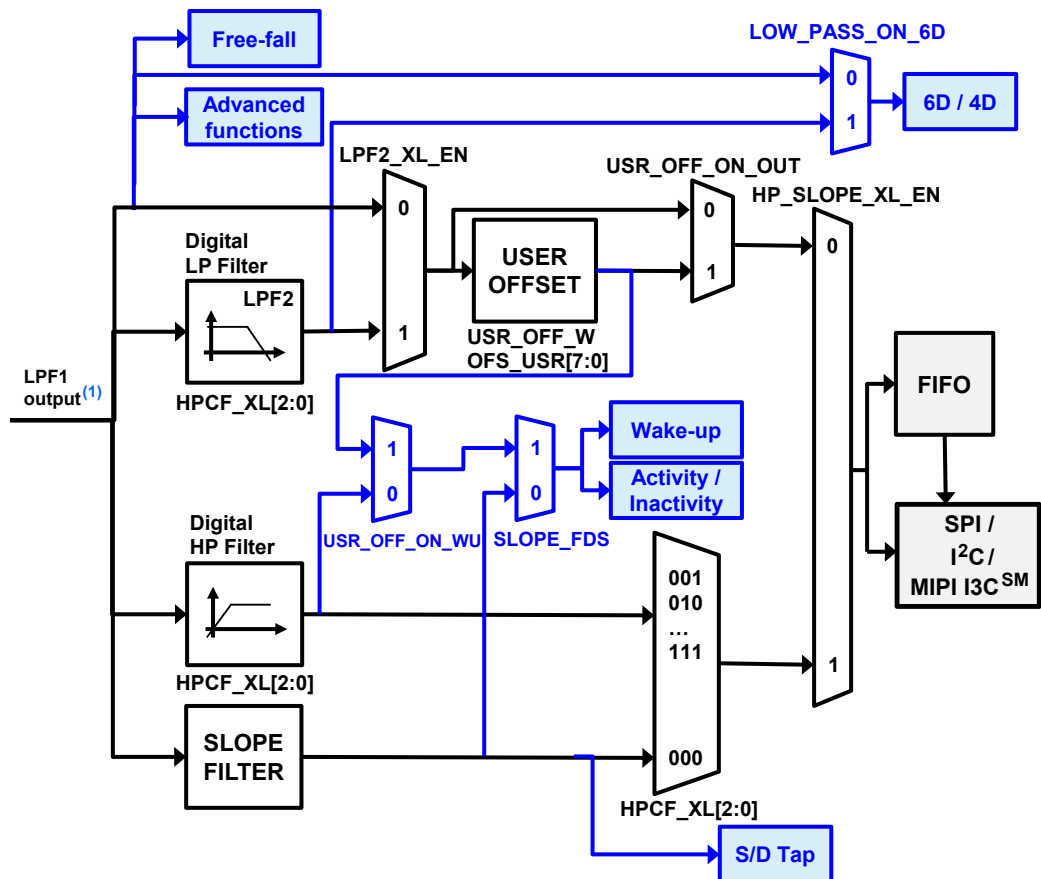 Free-fall
LOW_PASS_ON_6D
0
1
6D / 4D
Advanced
functions
LPF2_XL_EN
0
1
USR_OFF_ON_OUT
0
1
HP_SLOPE_XL_EN
0
1
Digital
LP Filter
LPF2
HPCF_XL[2:0]
USER
OFFSET
USR_OFF_W
OFS_USR[7:0]
LPF1
output(1)
FIFO
1
0
USR_OFF_ON_WU
1
0
SLOPE_FDS
Wake-up
Activity /
Inactivity
SPI /
I2C /
MIPI I3CSM
Digital
HP Filter
HPCF_XL[2:0]
001
010
...
111
000
HPCF_XL[2:0]
SLOPE
FILTER
S/D Tap